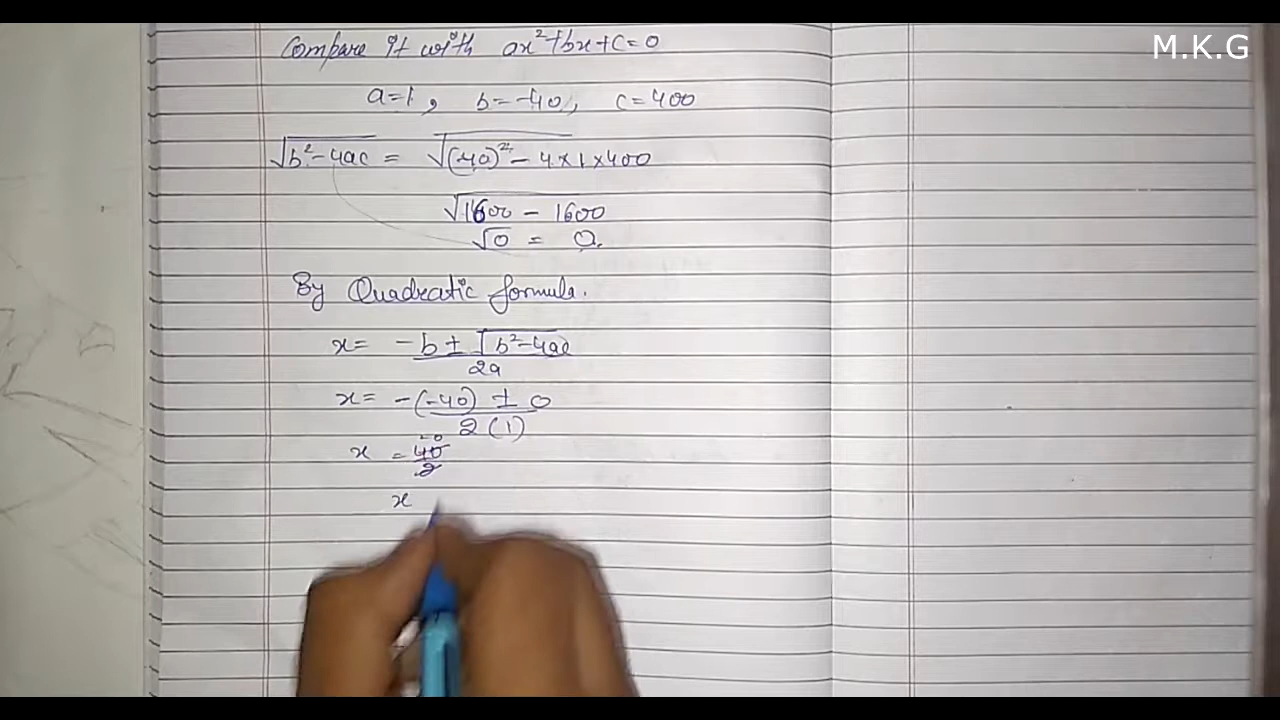 M.K.G
Compare it with ax²+bx+c=0
a=1, b=-40, c=400
√b²-4ac = √(-40)²-4×1×400
√1600 - 1600
√0 = 0.
By Quadratic formula.
x= -b ± √b²-4ac / 2a
x= -(-40) ± 0 / 2(1)
x = 40 / 2
x